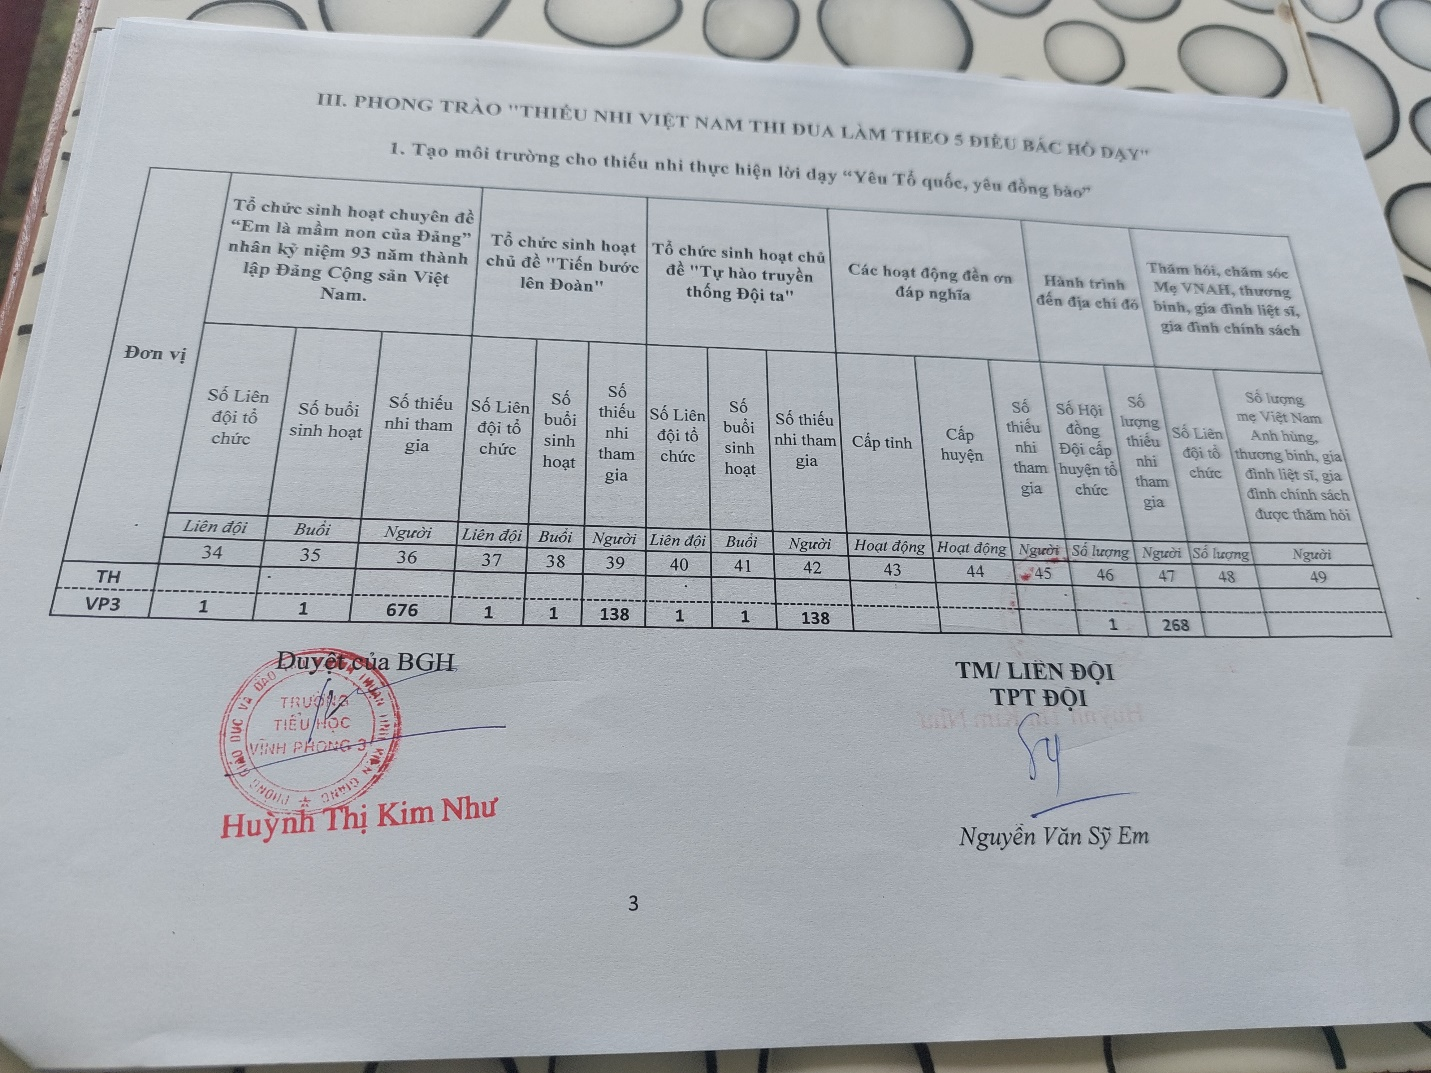 III. PHONG TRÀO "THIẾU NHI VIỆT NAM THI ĐUA LÀM THEO 5 ĐIỀU BÁC HỒ DẠY"
1. Tạo môi trường cho thiếu nhi thực hiện lời dạy “Yêu Tổ quốc, yêu đồng bào”
Đơn vị
Tổ chức sinh hoạt chuyên đề
“Em là mầm non của Đảng”
nhân kỷ niệm 93 năm thành
lập Đảng Cộng sản Việt
Nam.
Tổ chức sinh hoạt
chủ đề "Tiến bước
lên Đoàn"
Tổ chức sinh hoạt chủ
đề "Tự hào truyền
thống Đội ta"
Các hoạt động đền ơn
đáp nghĩa
Hành trình
đến địa chỉ đỏ
Thăm hỏi, chăm sóc
Mẹ VNAH, thương
binh, gia đình liệt sĩ,
gia đình chính sách
Số Liên
đội tổ
chức
Số buổi
sinh hoạt
Số thiếu
nhi tham
gia
Số Liên
đội tổ
chức
Số
buổi
sinh
hoạt
Số
thiếu
nhi
tham
gia
Số Liên
đội tổ
chức
Số
buổi
sinh
hoạt
Số thiếu
nhi tham
gia
Cấp tỉnh
Cấp
huyện
Số
thiếu
nhi
tham
gia
Số Hội
đồng
Đội cấp
huyện tổ
chức
Số
lượng
thiếu
nhi
tham
gia
Số Liên
đội tổ
chức
Số lượng
mẹ Việt Nam
Anh hùng,
thương binh, gia
đình liệt sĩ, gia
đình chính sách
được thăm hỏi
Liên đội Buổi Người Liên đội Buổi Người Liên đội Buổi Người Hoạt động Hoạt động Người Số lượng Người Số lượng Người
34 35 36 37 38 39 40 41 42 43 44 45 46 47 48 49
TH
VP3 1 1 676 1 1 138 1 1 138 1 268
Duyệt của BGH
TRƯỜNG
TIỂU HỌC
VĨNH PHONG 3
Huỳnh Thị Kim Như
TM/ LIÊN ĐỘI
TPT ĐỘI
Nguyễn Văn Sỹ Em
3